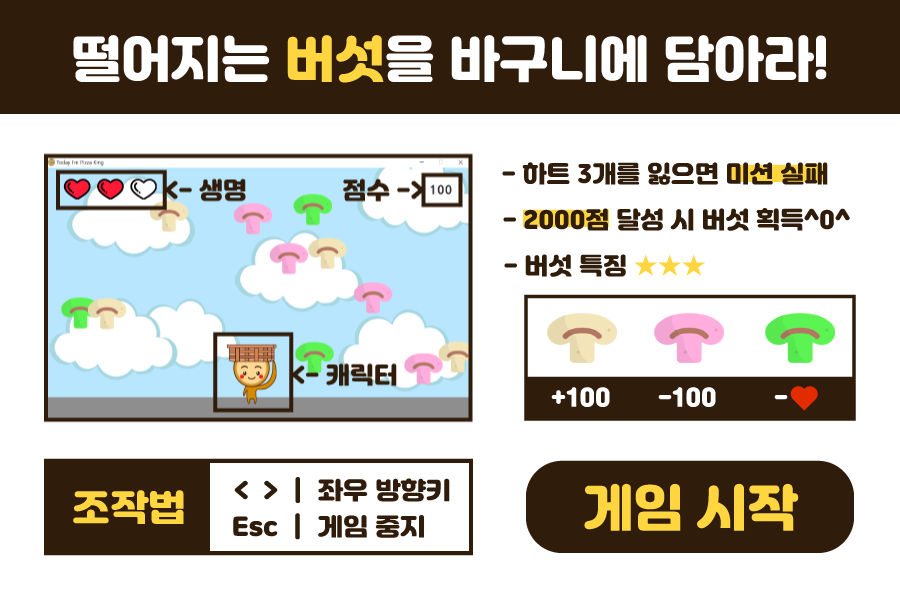 떨어지는 버섯을 바구니에 담아라!
Today I'm Pizza King
<- 생명
점수 -> 100
<- 캐릭터
- 하트 3개를 잃으면 미션 실패
- 2000점 달성 시 버섯 획득^0^
- 버섯 특징 ★★★
+100 -100 -❤
조작법
< > | 좌우 방향키
Esc | 게임 중지
게임 시작